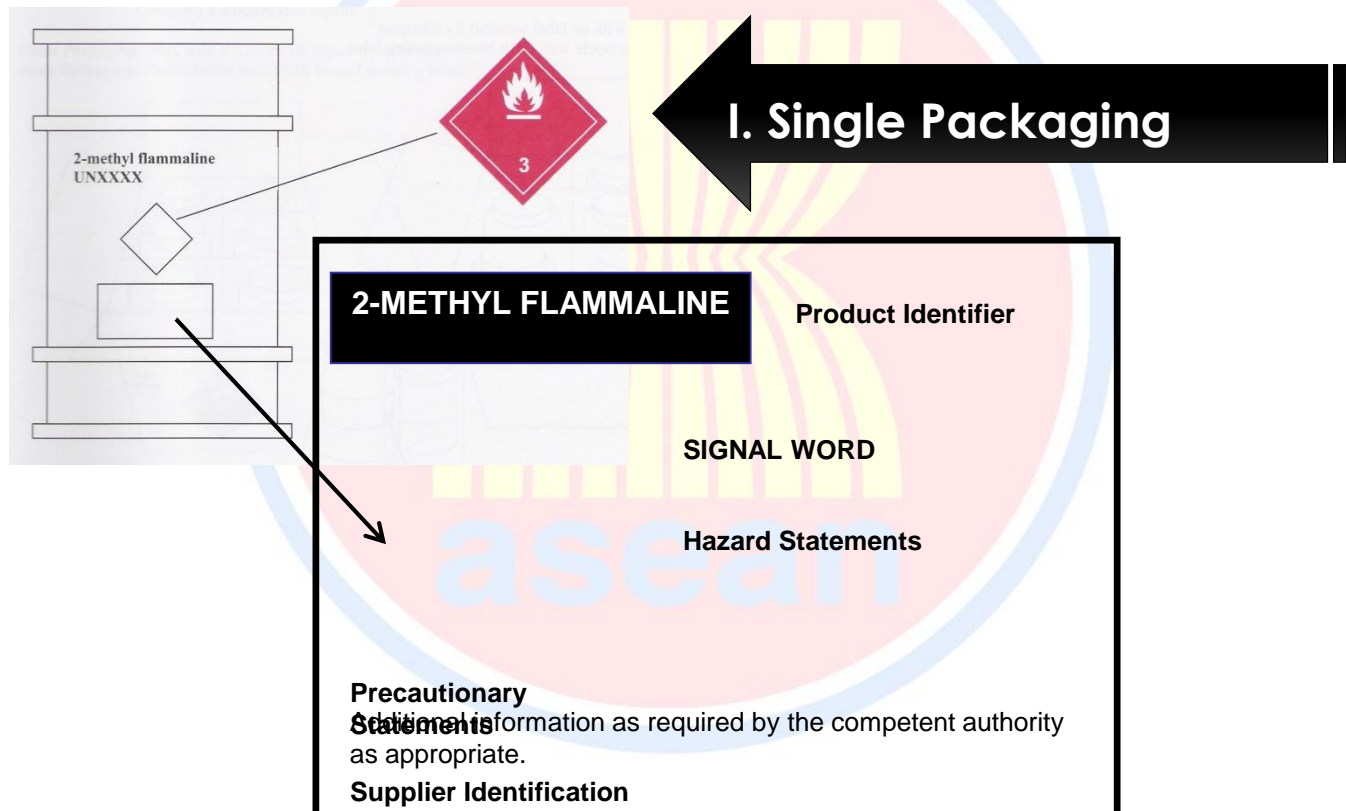 I. Single Packaging
2-methyl flammaline
UNXXXX
3
2-METHYL FLAMMALINE
Product Identifier
SIGNAL WORD
Hazard Statements
Precautionary
Statements
Additional information as required by the competent authority
as appropriate.
Supplier Identification
asean